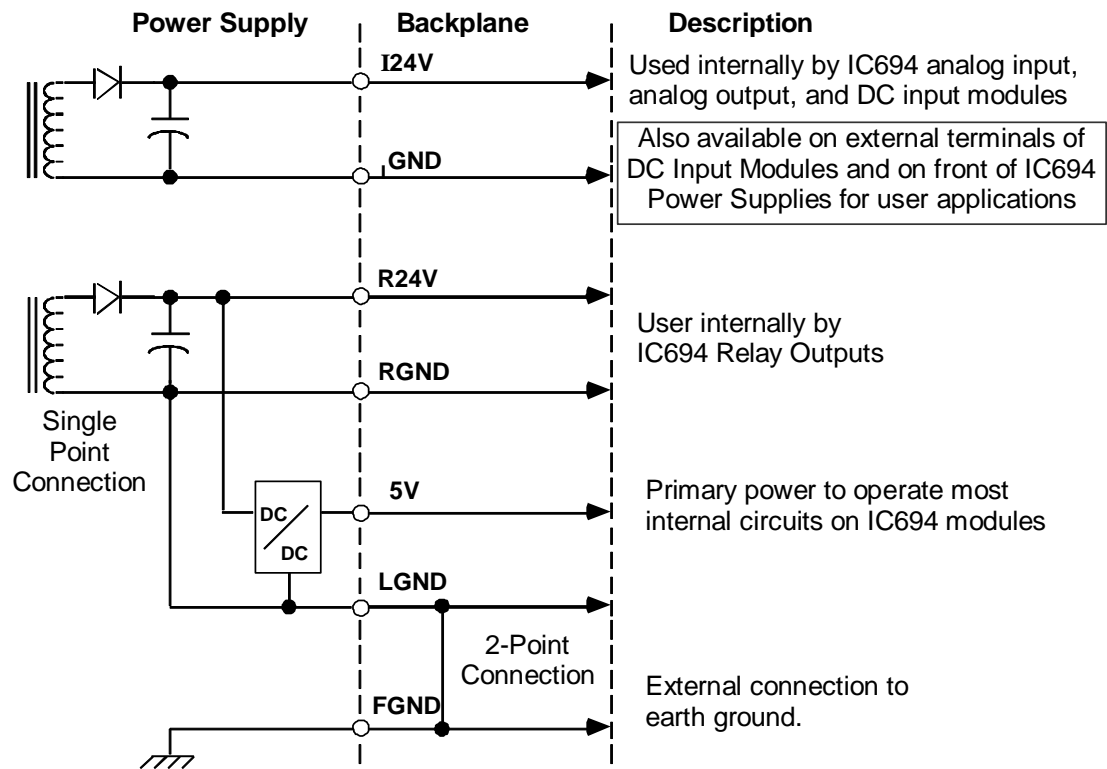 Power Supply
Backplane
Description
I24V
Used internally by IC694 analog input,
analog output, and DC input modules
GND
Also available on external terminals of
DC Input Modules and on front of IC694
Power Supplies for user applications
R24V
User internally by
IC694 Relay Outputs
RGND
Single
Point
Connection
5V
Primary power to operate most
internal circuits on IC694 modules
DC
DC
LGND
2-Point
Connection
FGND
External connection to
earth ground.